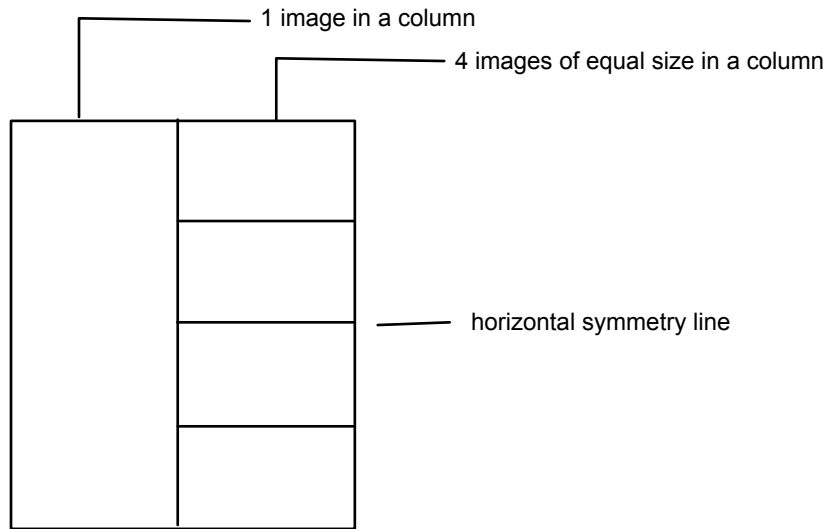 1 image in a column
4 images of equal size in a column
horizontal symmetry line